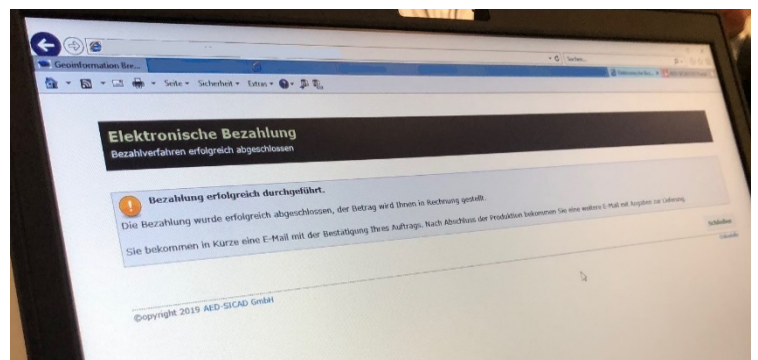 Geoinformation Bre...
Seite Sicherheit Extras
Elektronische Bezahlung
Bezahlverfahren erfolgreich abgeschlossen
Bezahlung erfolgreich durchgeführt.
Die Bezahlung wurde erfolgreich abgeschlossen, der Betrag wird Ihnen in Rechnung gestellt.
Sie bekommen in Kürze eine E-Mail mit der Bestätigung Ihres Auftrags. Nach Abschluss der Produktion bekommen Sie eine weitere E-Mail mit Angaben zur Lieferung.
Schließen
©opyright 2019 AED-SICAD GmbH